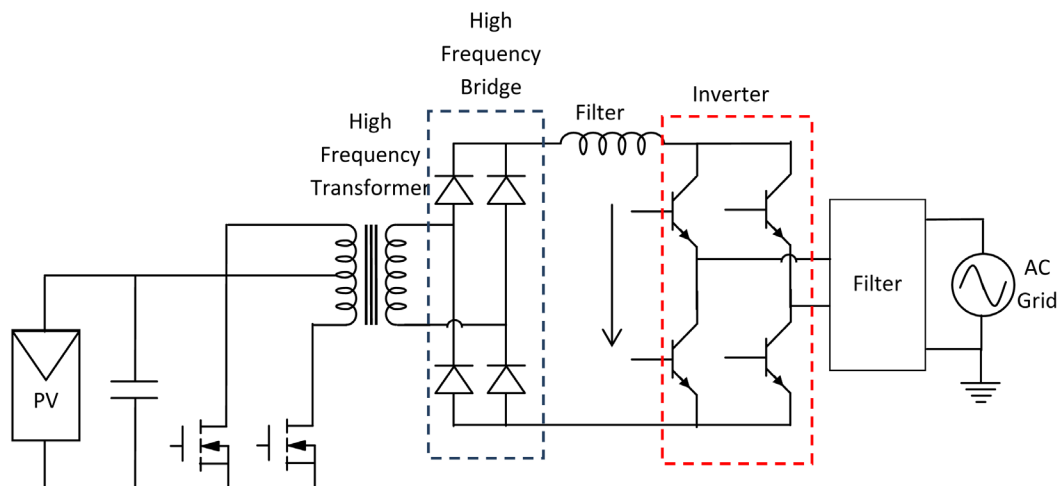 High
Frequency
Bridge
Inverter
Filter
High
Frequency
Transformer
AC
Grid
Filter
PV